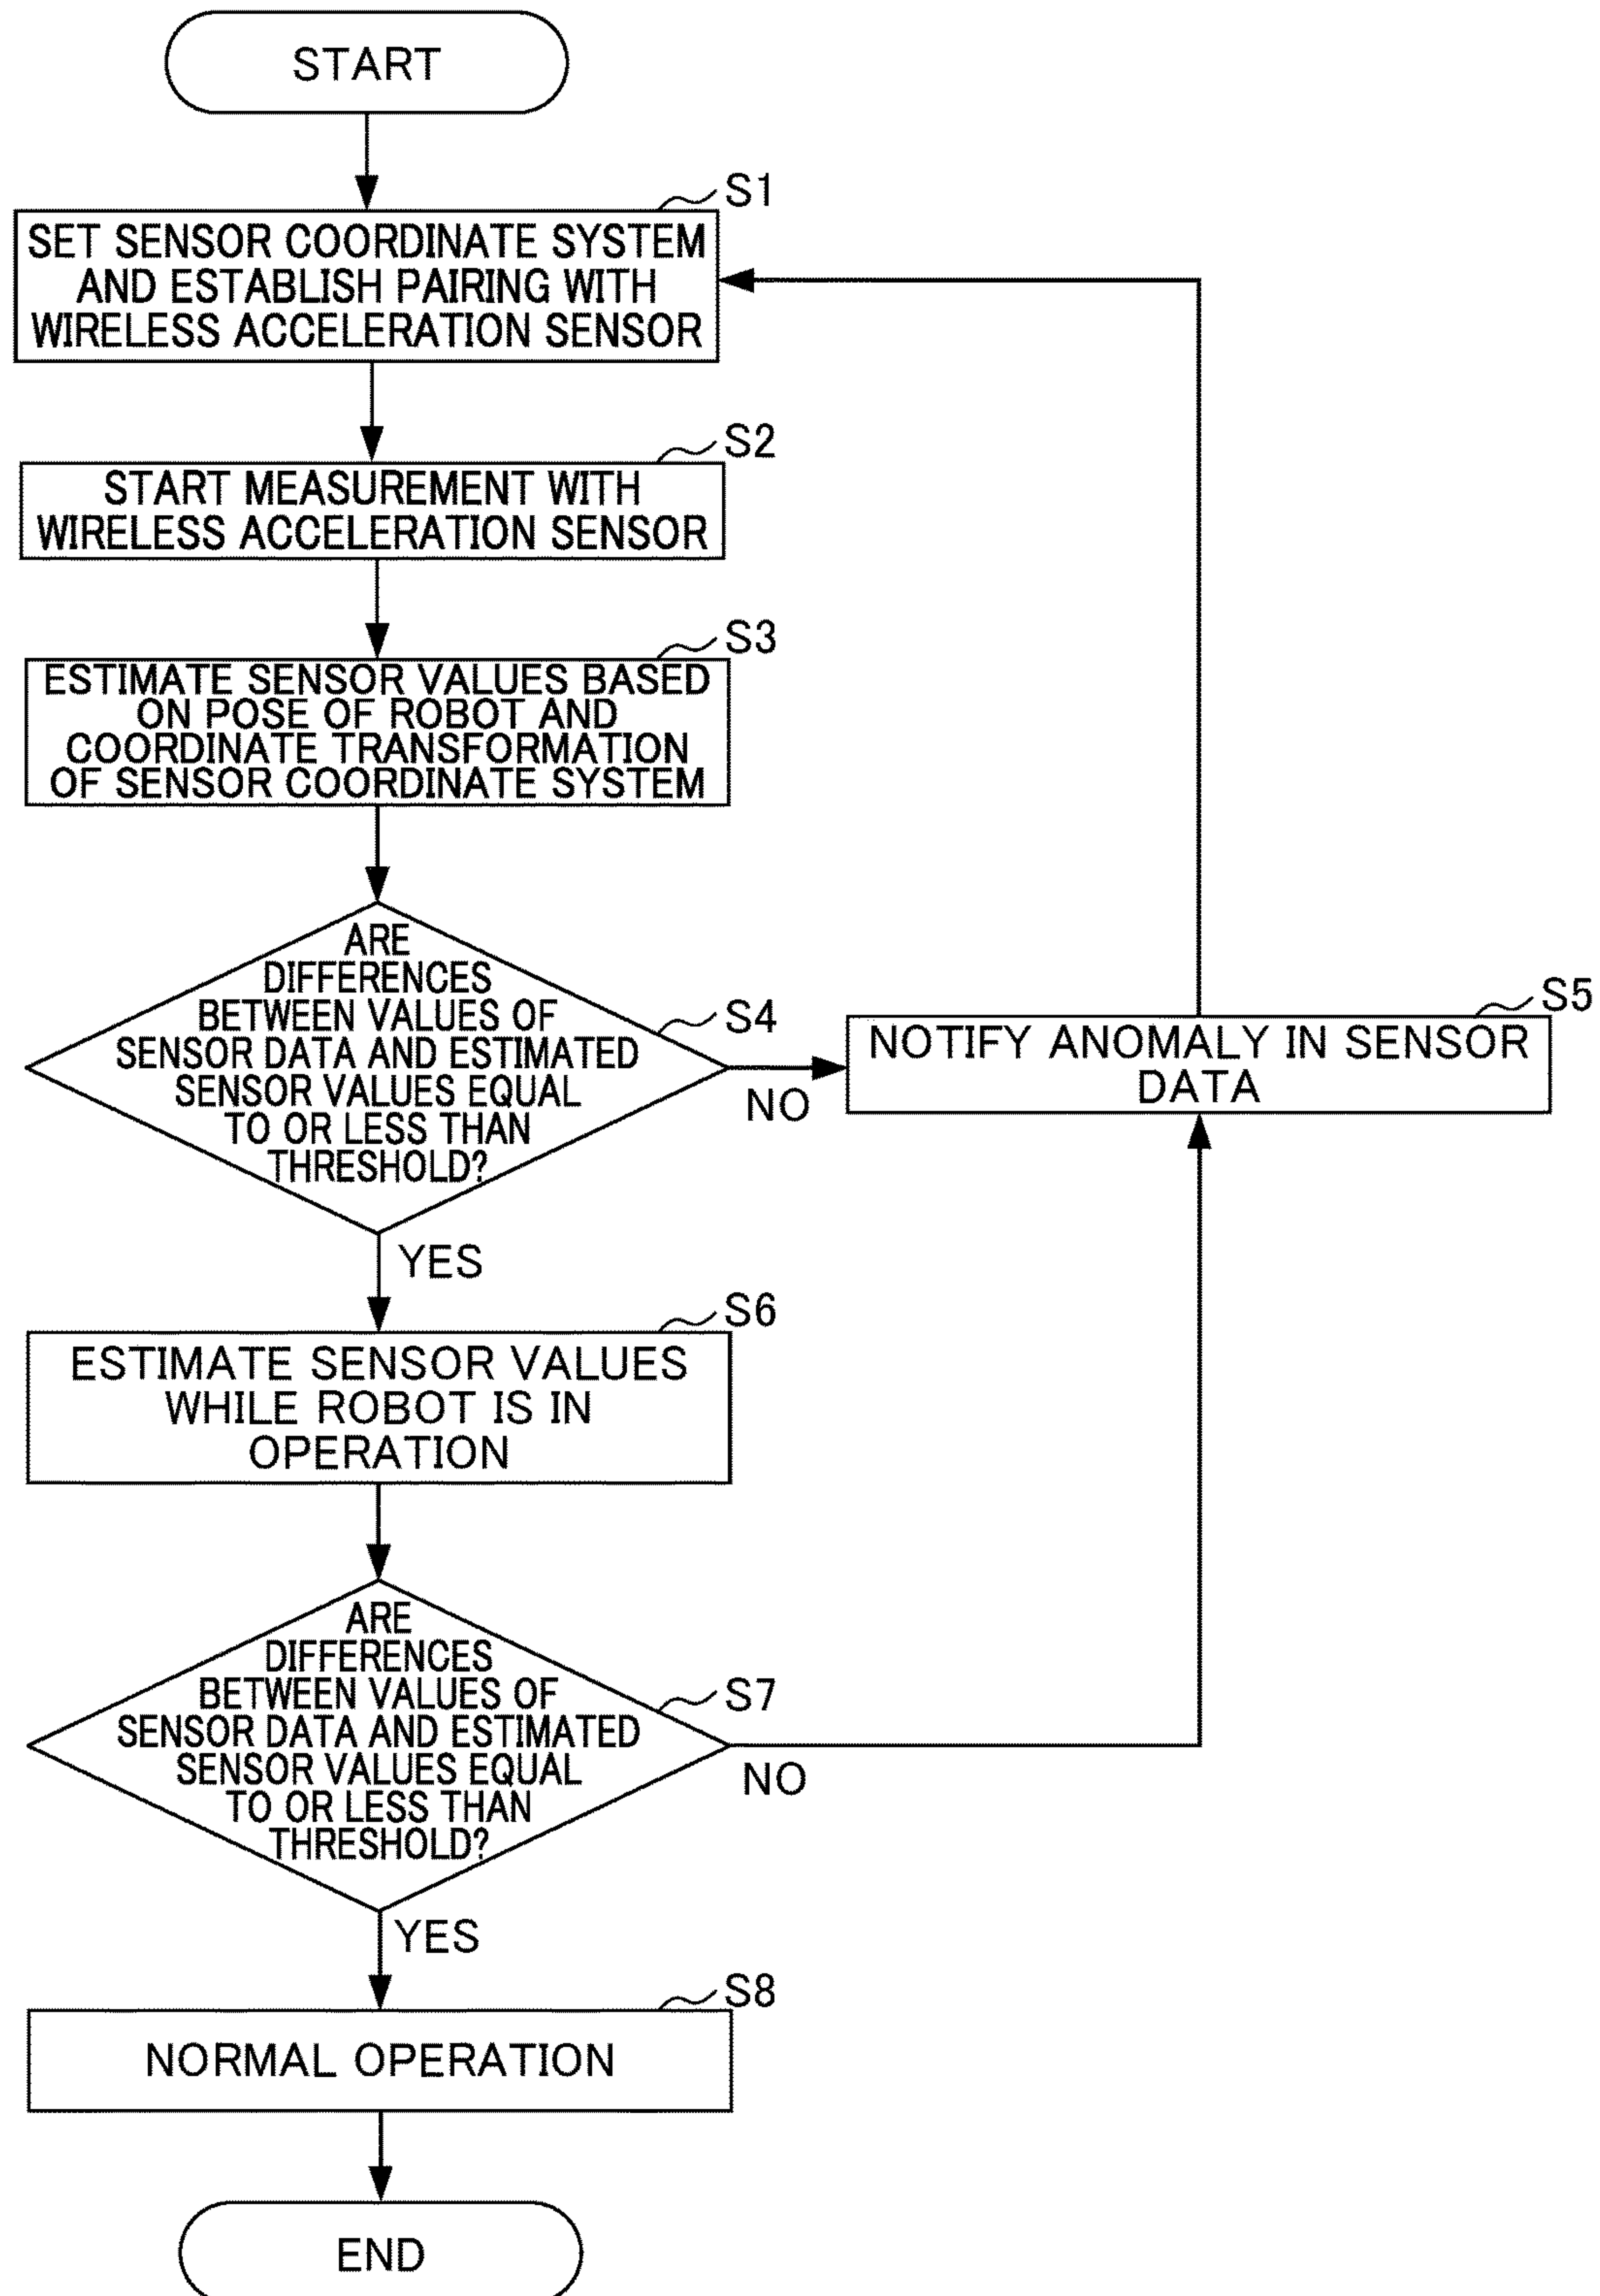 START
S1
SET SENSOR COORDINATE SYSTEM
AND ESTABLISH PAIRING WITH
WIRELESS ACCELERATION SENSOR
S2
START MEASUREMENT WITH
WIRELESS ACCELERATION SENSOR
S3
ESTIMATE SENSOR VALUES BASED
ON POSE OF ROBOT AND
COORDINATE TRANSFORMATION
OF SENSOR COORDINATE SYSTEM
S4
ARE
DIFFERENCES
BETWEEN VALUES OF
SENSOR DATA AND ESTIMATED
SENSOR VALUES EQUAL
TO OR LESS THAN
THRESHOLD?
NO
S5
NOTIFY ANOMALY IN SENSOR
DATA
YES
S6
ESTIMATE SENSOR VALUES
WHILE ROBOT IS IN
OPERATION
S7
ARE
DIFFERENCES
BETWEEN VALUES OF
SENSOR DATA AND ESTIMATED
SENSOR VALUES EQUAL
TO OR LESS THAN
THRESHOLD?
NO
YES
S8
NORMAL OPERATION
END